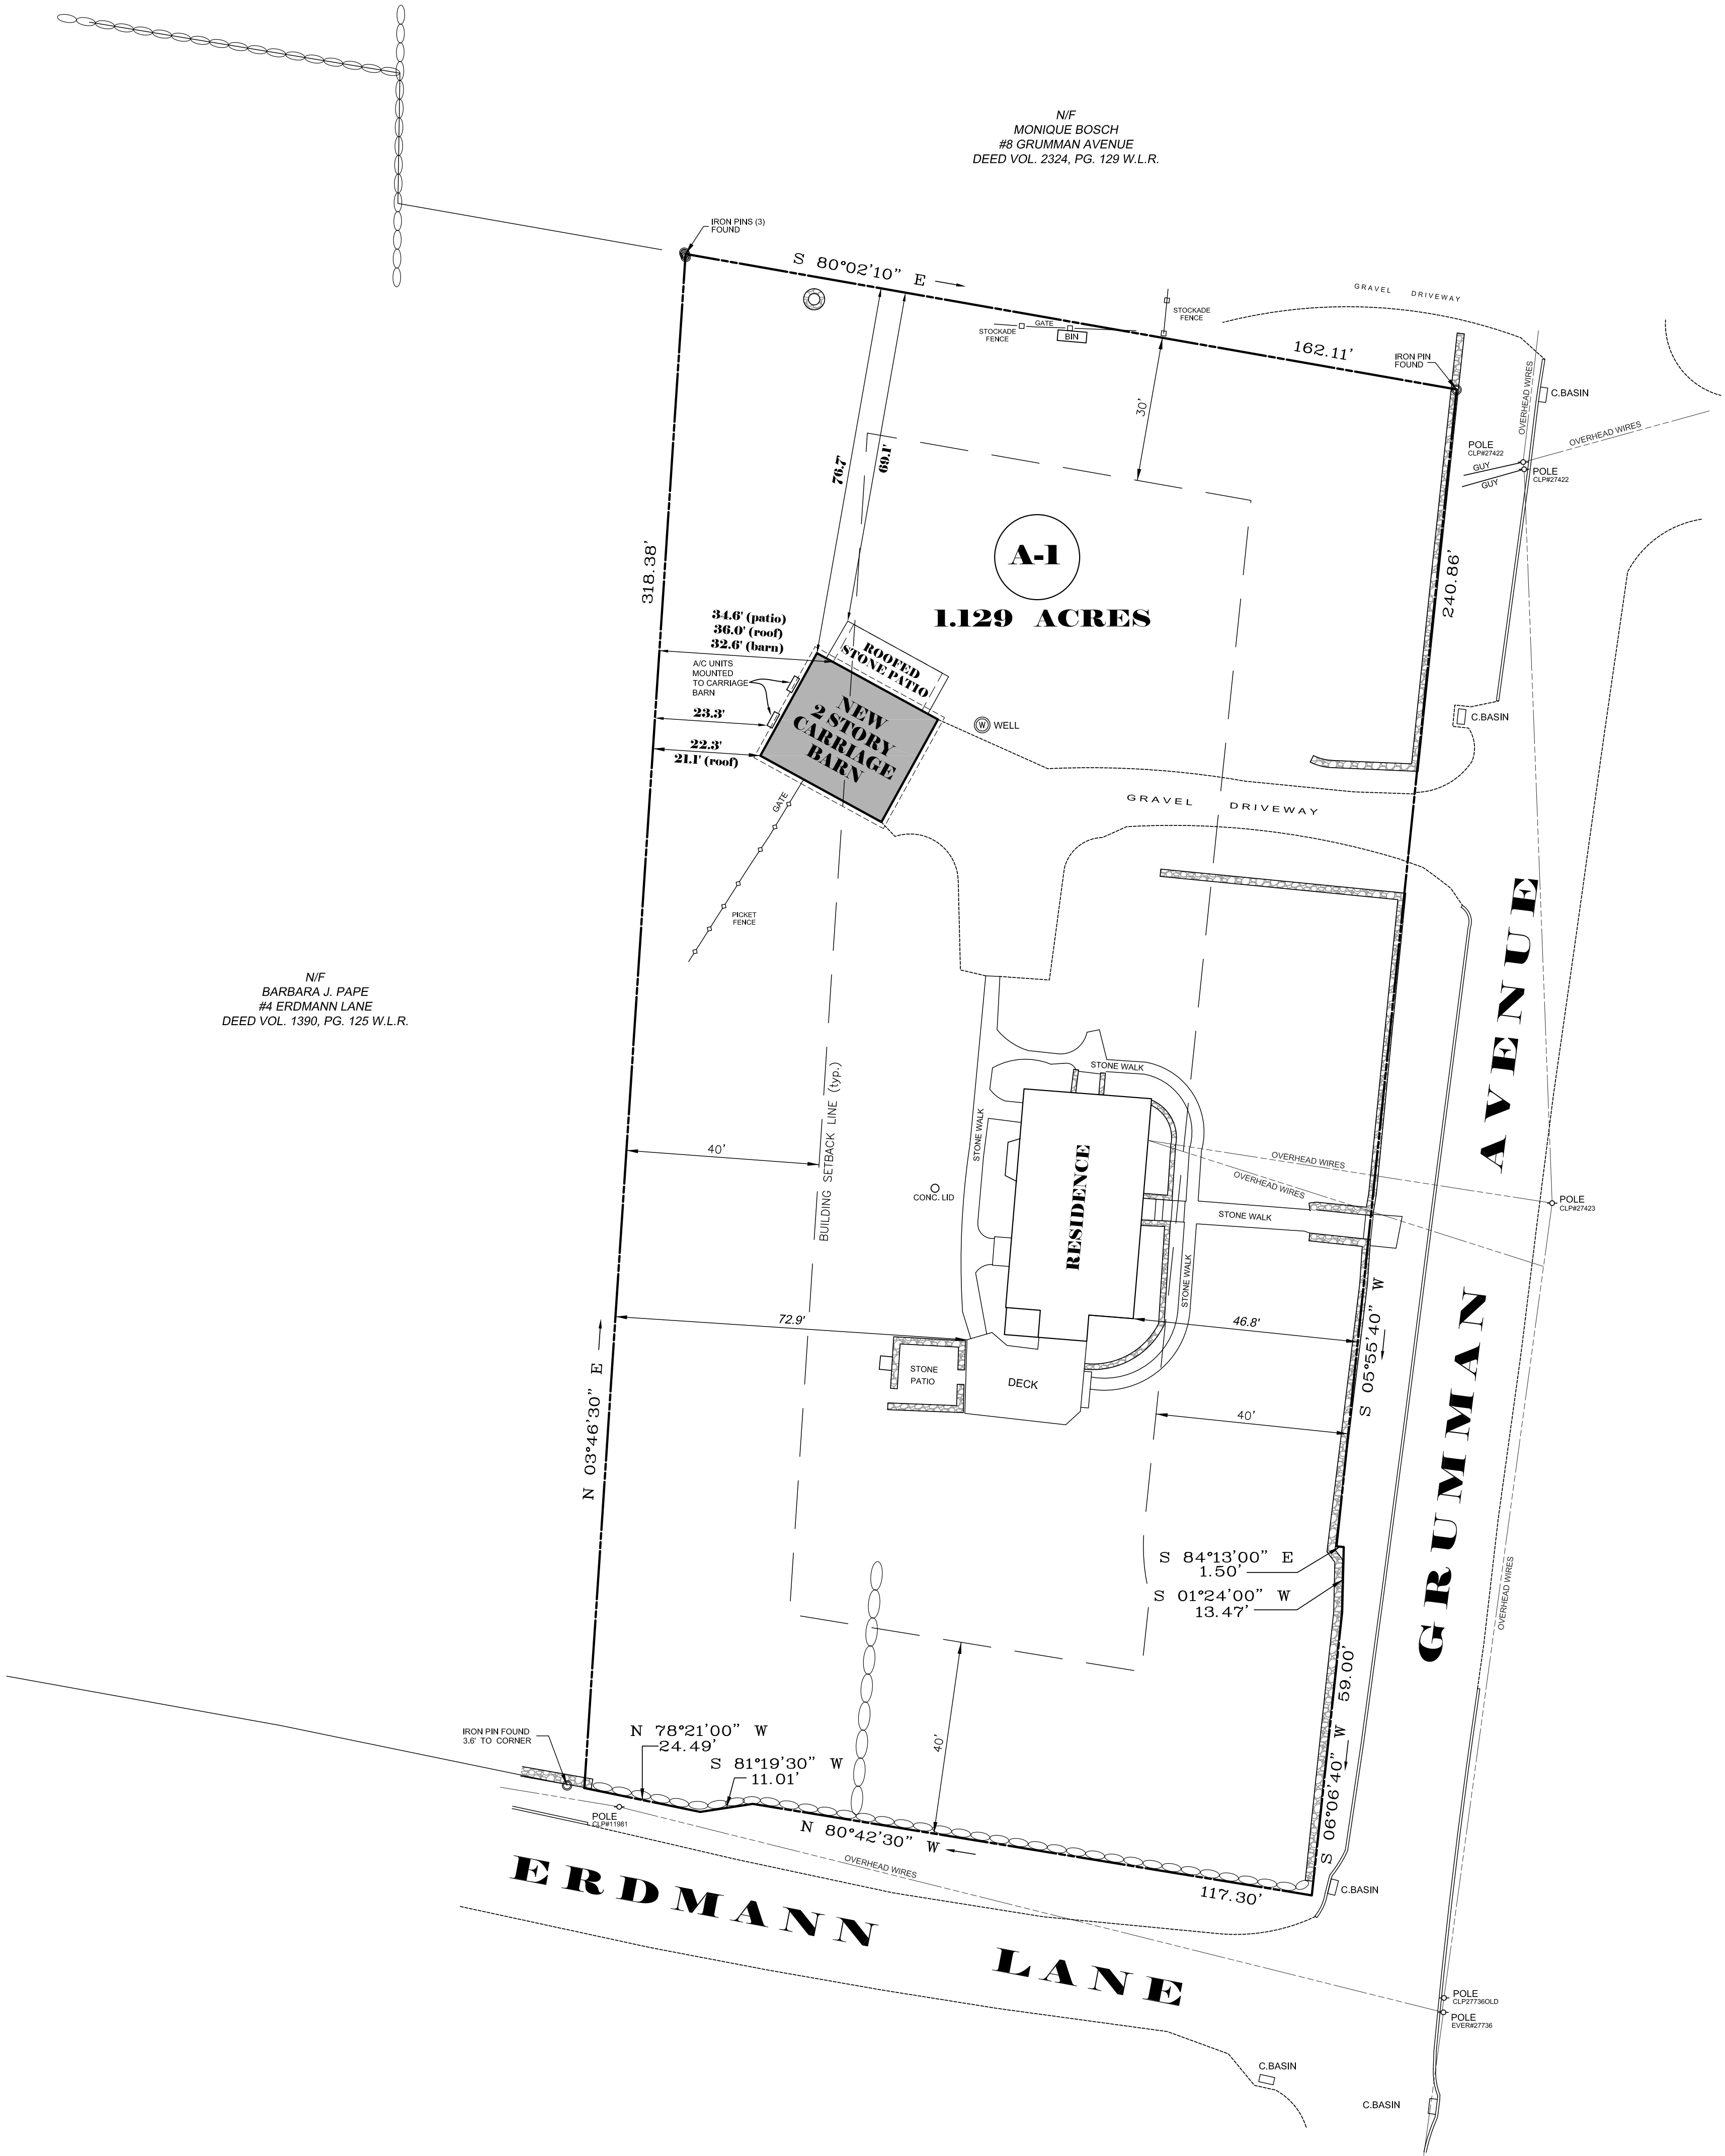 N/F
MONIQUE BOSCH
#8 GRUMMAN AVENUE
DEED VOL. 2324, PG. 129 W.L.R.
IRON PINS (3)
FOUND
S 80°02'10" E
GRAVEL DRIVEWAY
STOCKADE
FENCE
STOCKADE
FENCE
GATE
BIN
162.11'
IRON PIN
FOUND
OVERHEAD WIRES
C.BASIN
OVERHEAD WIRES
30'
POLE
CLP#27422
GUY
GUY
POLE
CLP#27422
76.7'
69.1'
A-1
1.129 ACRES
318.38'
240.86'
34.6' (patio)
36.0' (roof)
32.6' (barn)
A/C UNITS
MOUNTED
TO CARRIAGE
BARN
ROOFED
STONE PATIO
23.3'
22.3'
21.1' (roof)
NEW
2 STORY
CARRIAGE
BARN
W WELL
C.BASIN
GATE
GRAVEL DRIVEWAY
PICKET
FENCE
N/F
BARBARA J. PAPE
#4 ERDMANN LANE
DEED VOL. 1390, PG. 125 W.L.R.
BUILDING SETBACK LINE (typ.)
40'
STONE WALK
STONE WALK
CONC. LID
RESIDENCE
OVERHEAD WIRES
OVERHEAD WIRES
STONE WALK
STONE WALK
POLE
CLP#27423
GRUMMAN AVENUE
72.9'
46.8'
S 05°55'40" W
STONE
PATIO
DECK
40'
N 03°46'30" E
S 84°13'00" E
1.50'
S 01°24'00" W
13.47'
OVERHEAD WIRES
59.00'
S 06°06'40" W
40'
IRON PIN FOUND
3.6' TO CORNER
N 78°21'00" W
24.49'
S 81°19'30" W
11.01'
POLE
CLP#11981
N 80°42'30" W
OVERHEAD WIRES
117.30'
C.BASIN
ERDMANN LANE
POLE
CLP27736OLD
POLE
EVER#27736
C.BASIN
C.BASIN